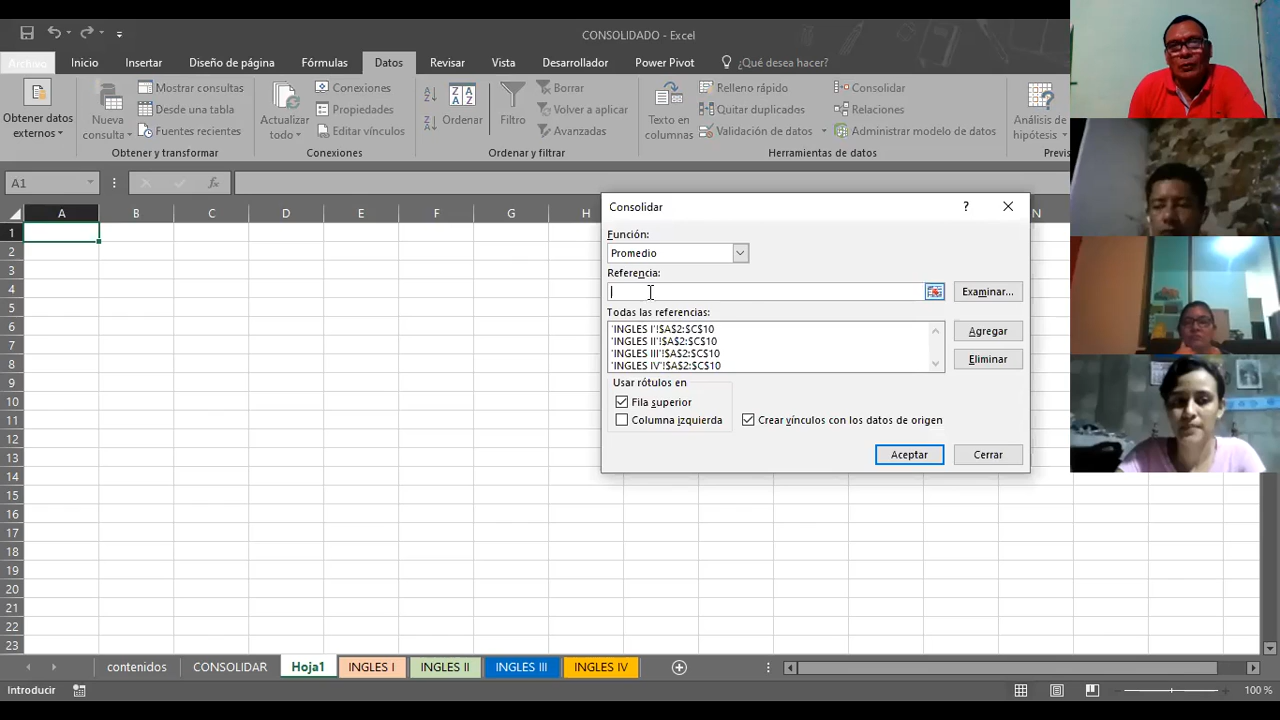 CONSOLIDADO - Excel
Archivo Inicio Insertar Diseño de página Fórmulas Datos Revisar Vista Desarrollador Power Pivot ¿Qué desea hacer?
Obtener datos externos
Nueva consulta
Mostrar consultas
Desde una tabla
Fuentes recientes
Obtener y transformar
Actualizar todo
Conexiones
Propiedades
Editar vínculos
Conexiones
Ordenar
Filtro
Borrar
Volver a aplicar
Avanzadas
Ordenar y filtrar
Texto en columnas
Relleno rápido
Quitar duplicados
Validación de datos
Consolidar
Relaciones
Administrar modelo de datos
Herramientas de datos
Análisis de hipótesis
Previs
A1
fx
A B C D E F G H N
1
2
3
4
5
6
7
8
9
10
11
12
13
14
15
16
17
18
19
20
21
22
23
Consolidar
?
Función:
Promedio
Referencia:
Examinar...
Todas las referencias:
'INGLES I'!$A$2:$C$10
'INGLES II'!$A$2:$C$10
'INGLES III'!$A$2:$C$10
'INGLES IV'!$A$2:$C$10
Agregar
Eliminar
Usar rótulos en
Fila superior
Columna izquierda
Crear vínculos con los datos de origen
Aceptar
Cerrar
contenidos CONSOLIDAR Hoja1 INGLES I INGLES II INGLES III INGLES IV
Introducir
100 %